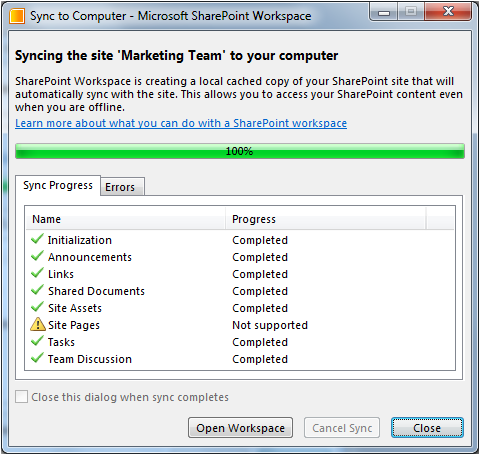 Sync to Computer - Microsoft SharePoint Workspace
Syncing the site 'Marketing Team' to your computer
SharePoint Workspace is creating a local cached copy of your SharePoint site that will
automatically sync with the site. This allows you to access your SharePoint content even
when you are offline.
Learn more about what you can do with a SharePoint workspace
100%
Sync Progress Errors
Name Progress
Initialization Completed
Announcements Completed
Links Completed
Shared Documents Completed
Site Assets Completed
Site Pages Not supported
Tasks Completed
Team Discussion Completed
Close this dialog when sync completes
Open Workspace Cancel Sync Close